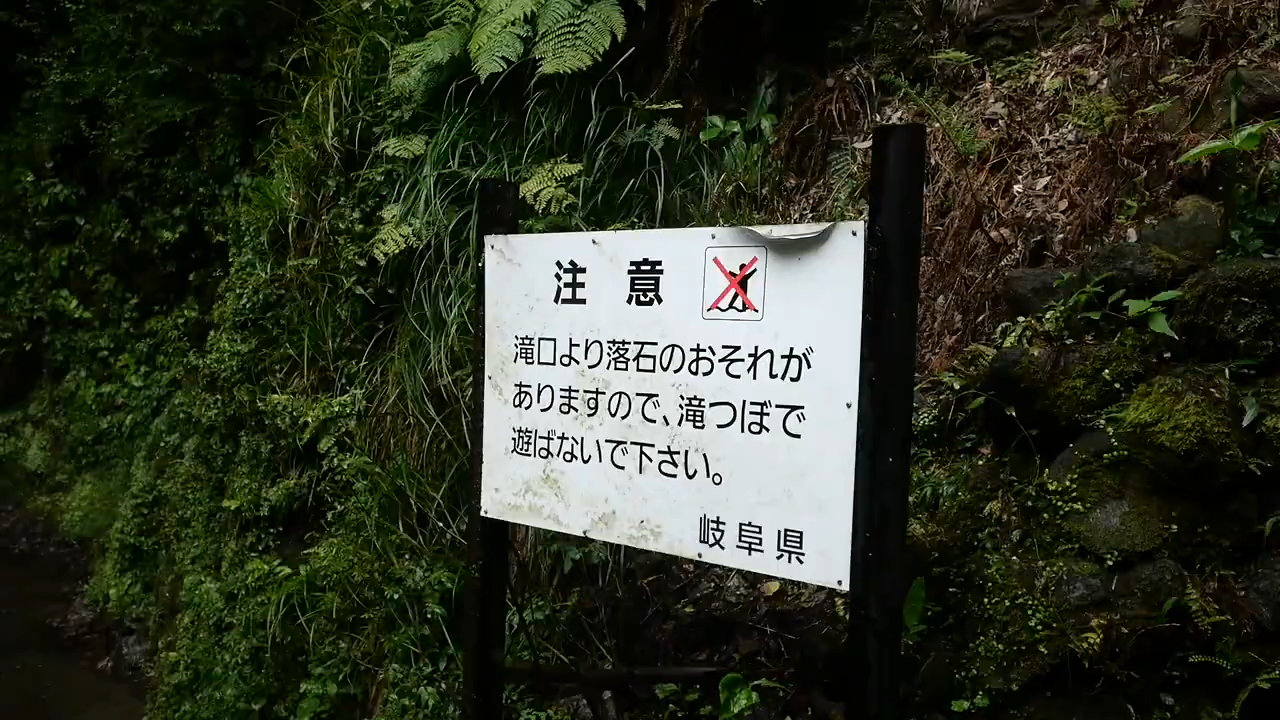 注 意
滝口より落石のおそれが
ありますので、滝つぼで
遊ばないで下さい。
岐阜県